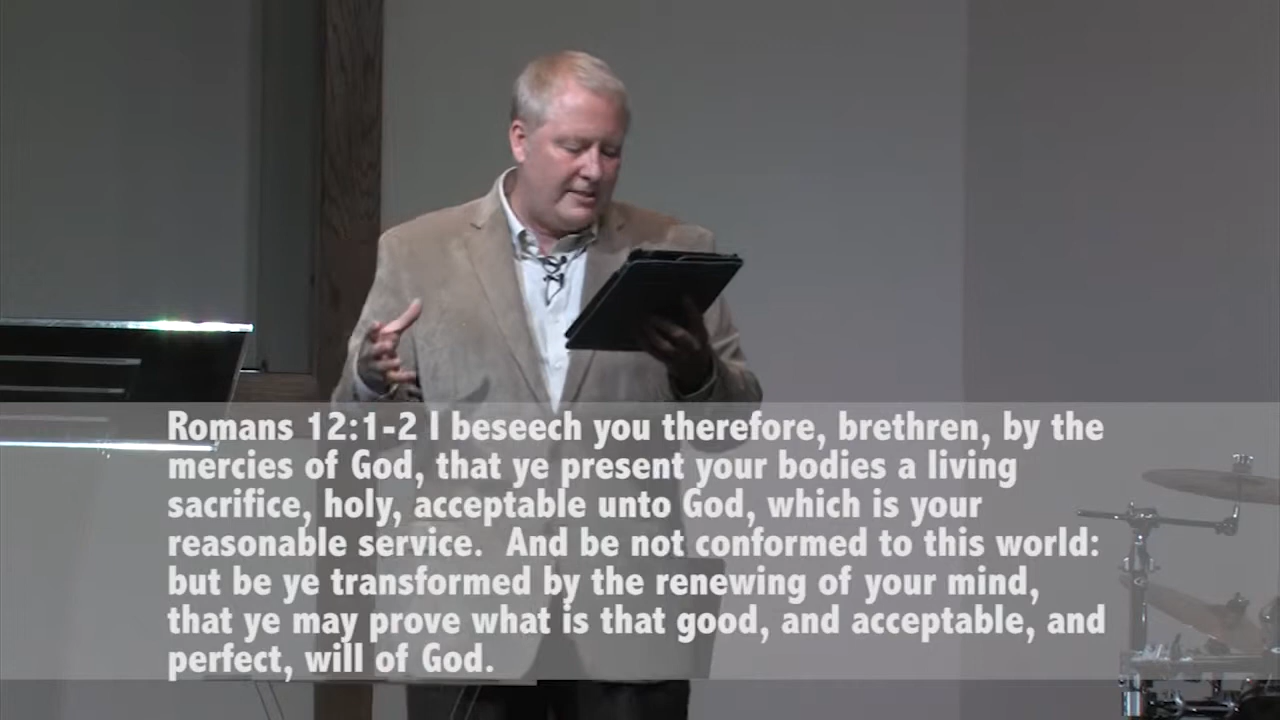 Romans 12:1-2 I beseech you therefore, brethren, by the
mercies of God, that ye present your bodies a living
sacrifice, holy, acceptable unto God, which is your
reasonable service.  And be not conformed to this world:
but be ye transformed by the renewing of your mind,
that ye may prove what is that good, and acceptable, and
perfect, will of God.